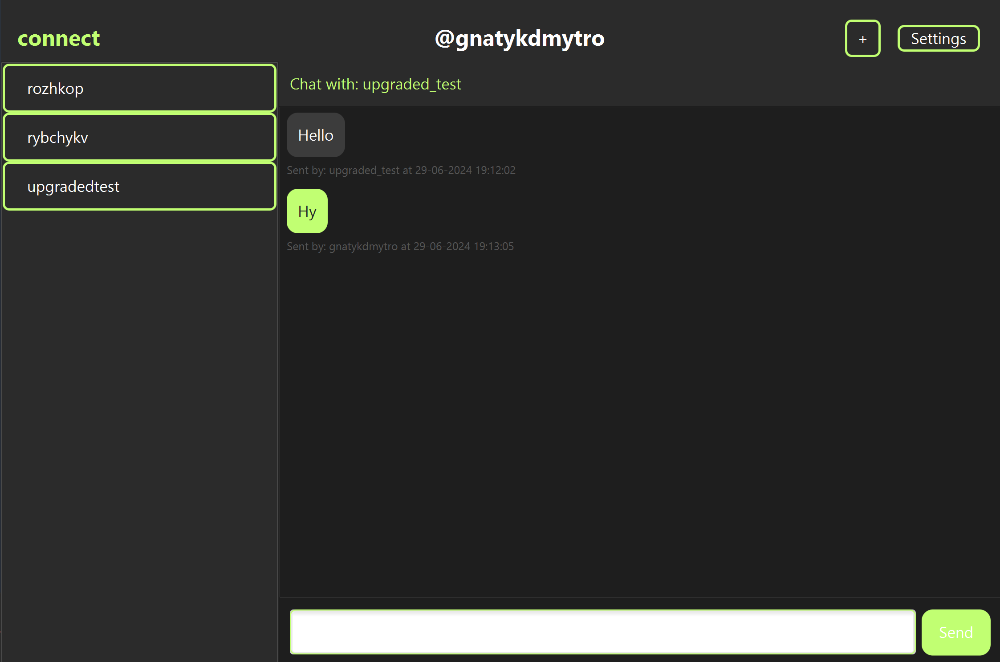 connect
@gnatykdmytro
+
Settings
rozhkop
rybchykv
upgradedtest
Chat with: upgraded_test
Hello
Sent by: upgraded_test at 29-06-2024 19:12:02
Hy
Sent by: gnatykdmytro at 29-06-2024 19:13:05
Send